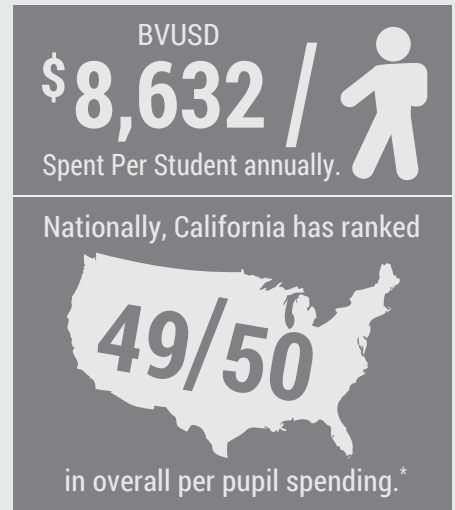 BVUSD
$8,632/
Spent Per Student annually.
Nationally, California has ranked
49/50
in overall per pupil spending.*